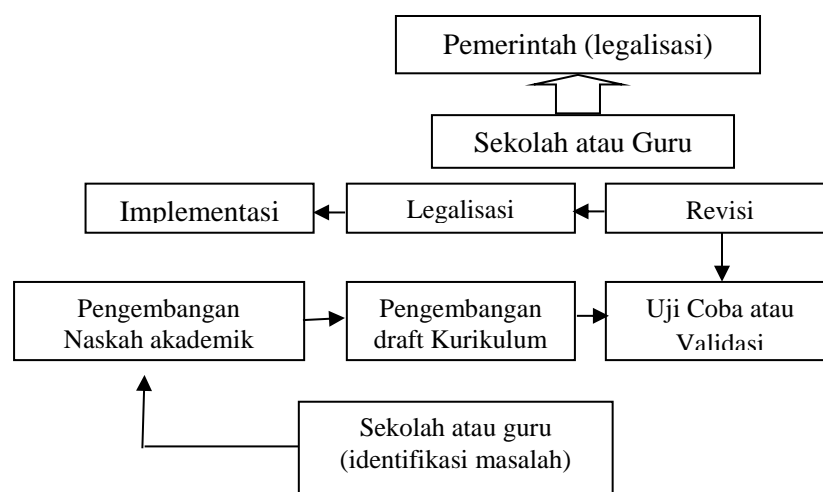 Pemerintah (legalisasi)
Sekolah atau Guru
Implementasi
Legalisasi
Revisi
Pengembangan
Naskah akademik
Pengembangan
draft Kurikulum
Uji Coba atau
Validasi
Sekolah atau guru
(identifikasi masalah)